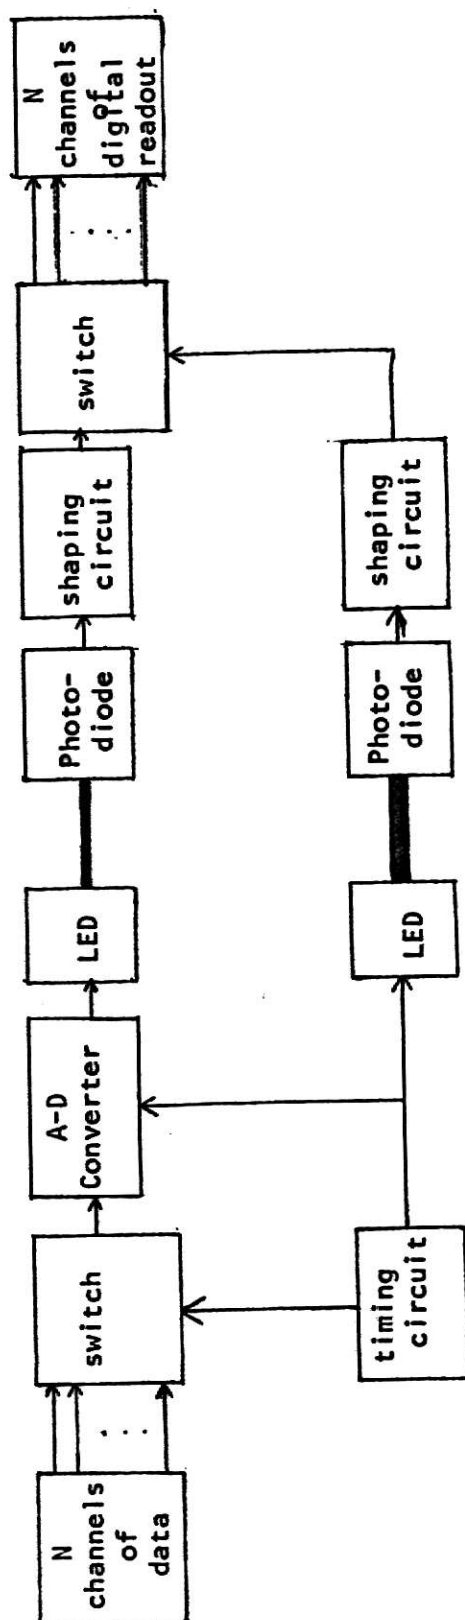 N
channels
of
data
switch
A-D
Converter
LED
Photo-
diode
shaping
circuit
switch
N
channels
of
digital
readout
timing
circuit
LED
Photo-
diode
shaping
circuit